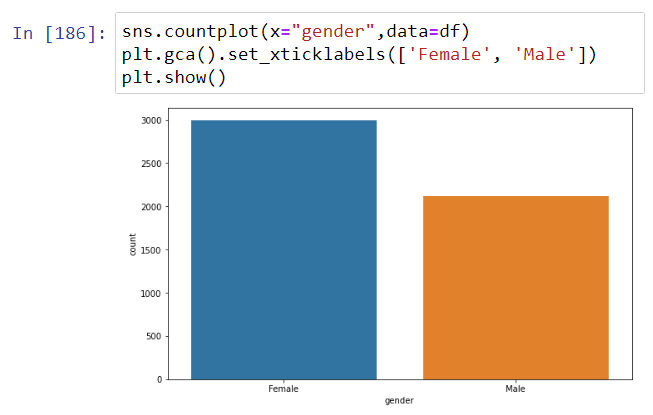 In [186]: sns.countplot(x="gender",data=df)
plt.gca().set_xticklabels(['Female', 'Male'])
plt.show()
3000
2500
2000
1500
1000
500
0
count
Female Male
gender